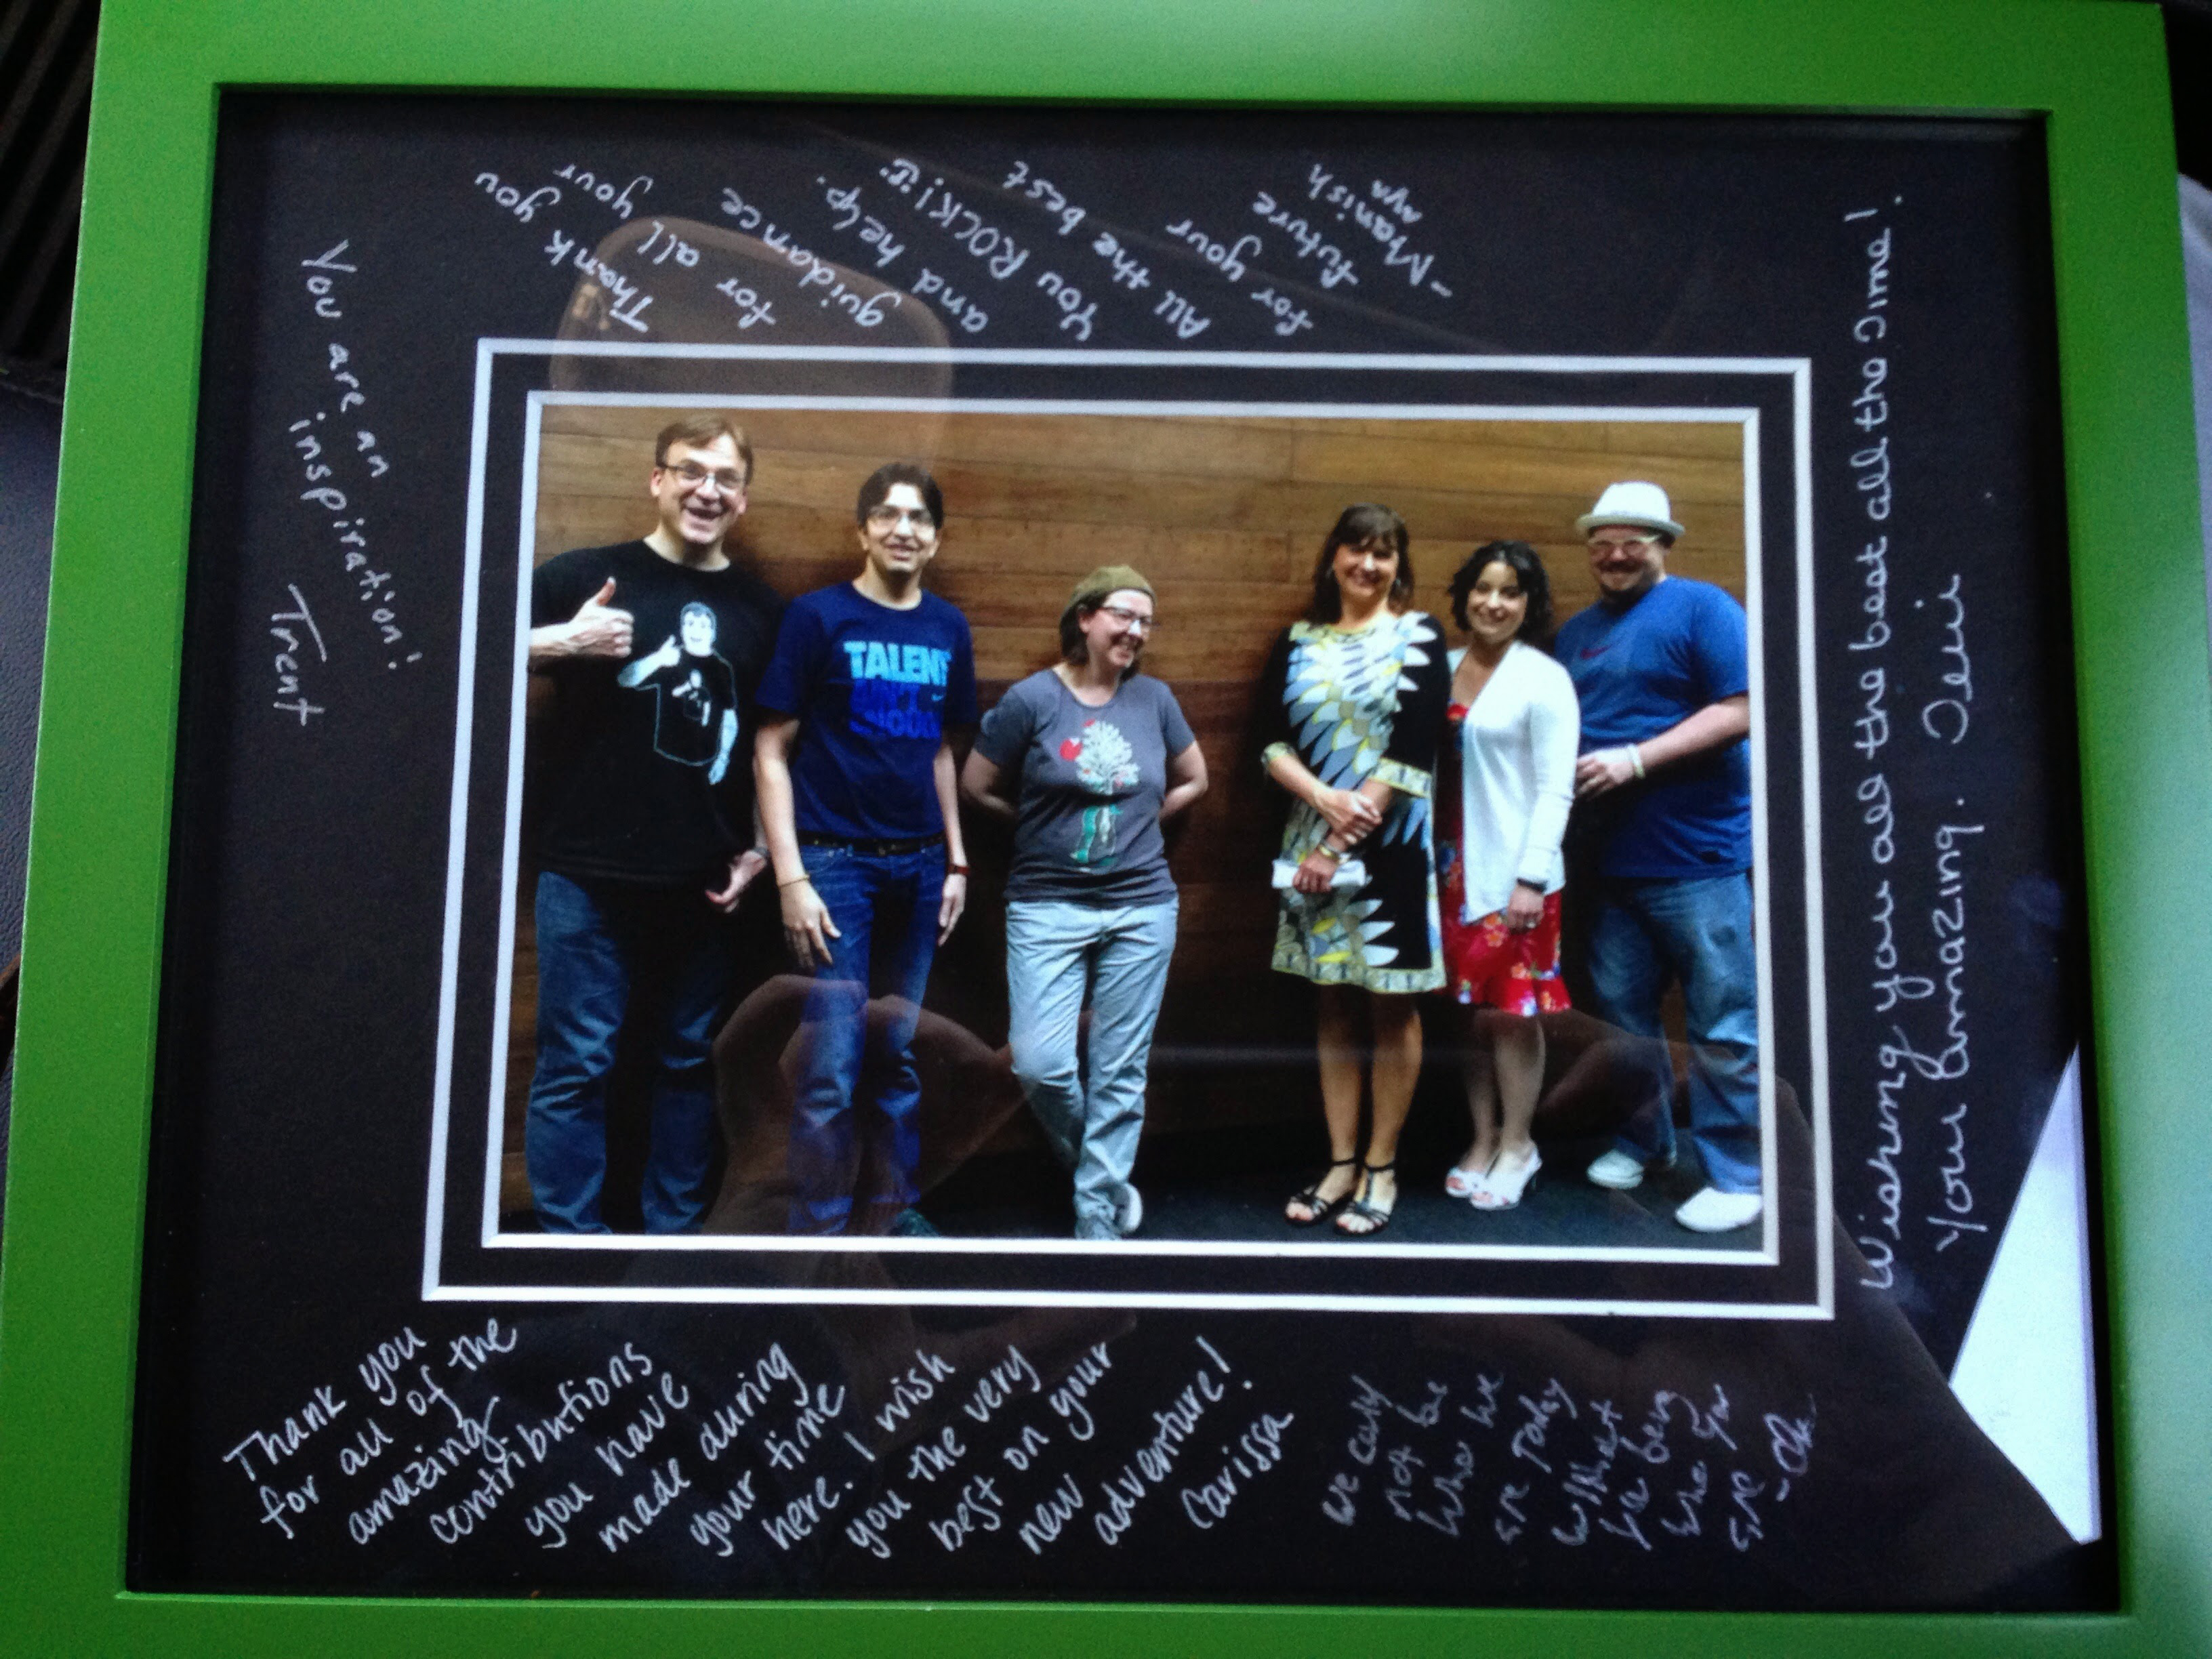 Thank you
for all your
guidance
and help.
You ROCK!!
All the best
for your
future
- Manish
You are an
inspiration!
Trent
TALENT
AIN'T
ENOUGH
Wishing you all the best all the time!
Your Amazing. Terri
Thank you
for all of the
amazing
contributions
you have
made during
your time
here. I wish
you the very
best on your
new
adventure!
Carissa
we can
not be
who we
are Today
without
you being
who you
are